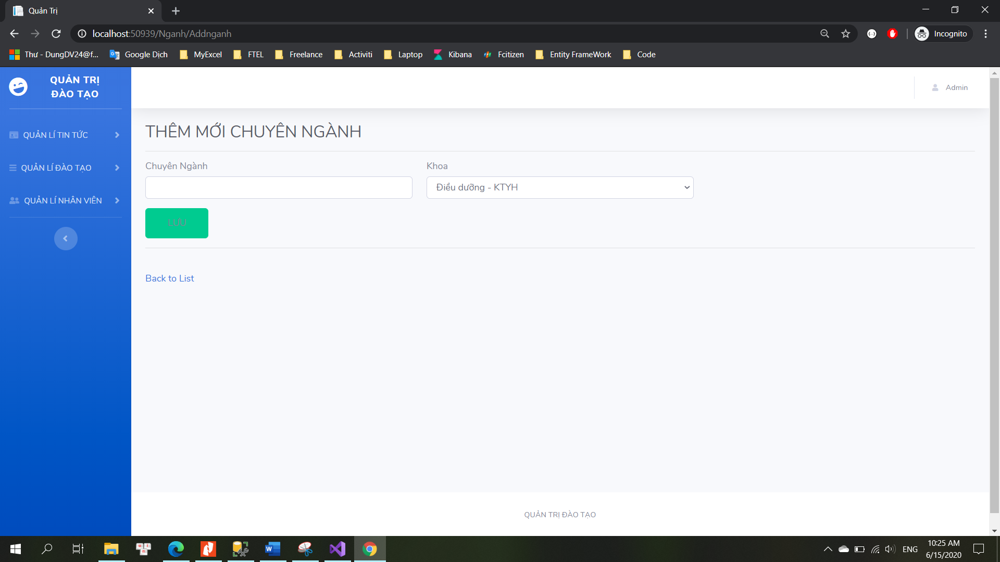 Quản Trị
localhost:50939/Nganh/Addnganh
Incognito
Thư - DungDV24@f...
Google Dịch
MyExcel
FTEL
Freelance
Activiti
Laptop
Kibana
Fcitizen
Entity FrameWork
Code
QUẢN TRỊ
ĐÀO TẠO
Admin
QUẢN LÍ TIN TỨC
QUẢN LÍ ĐÀO TẠO
QUẢN LÍ NHÂN VIÊN
THÊM MỚI CHUYÊN NGÀNH
Chuyên Ngành
Khoa
Điều dưỡng - KTYH
LƯU
Back to List
QUẢN TRỊ ĐÀO TẠO
ENG
10:25 AM
6/15/2020